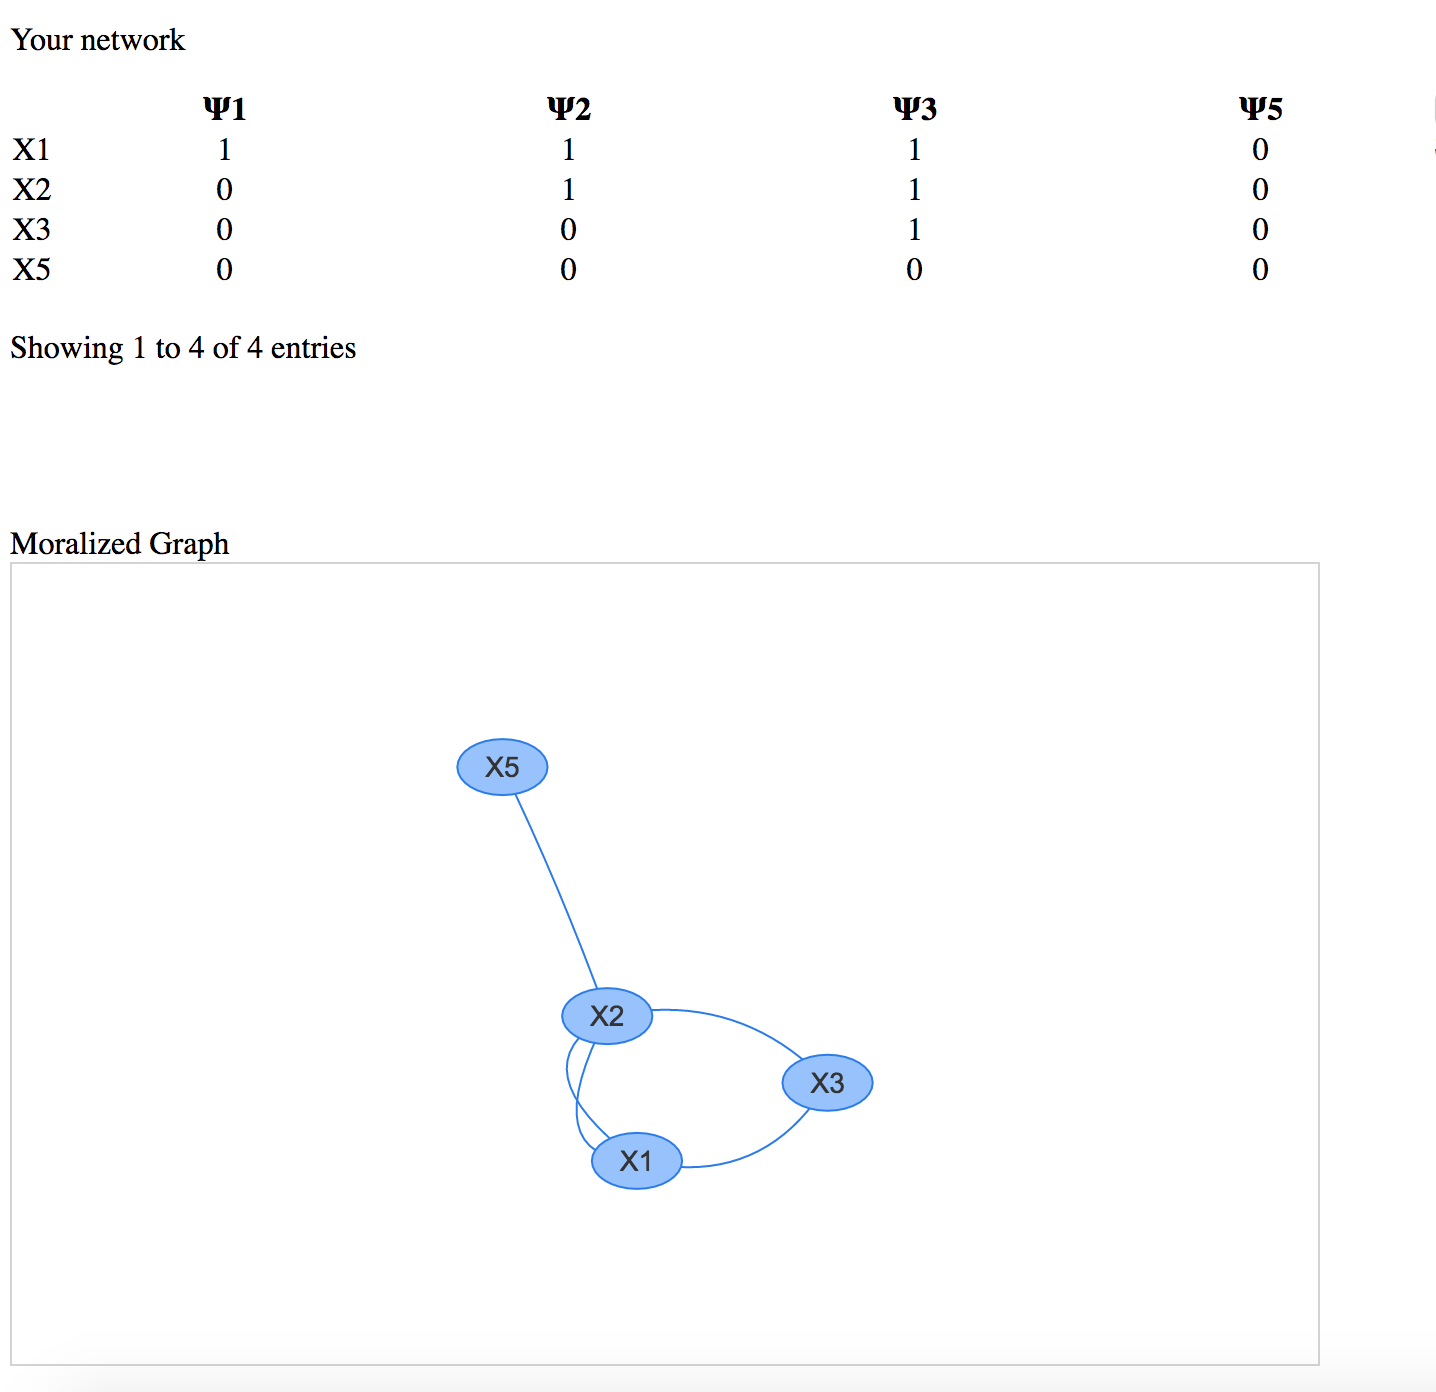 Your network
Ψ1 Ψ2 Ψ3 Ψ5
X1 1 1 1 0
X2 0 1 1 0
X3 0 0 1 0
X5 0 0 0 0
Showing 1 to 4 of 4 entries
Moralized Graph
X5
X2
X3
X1